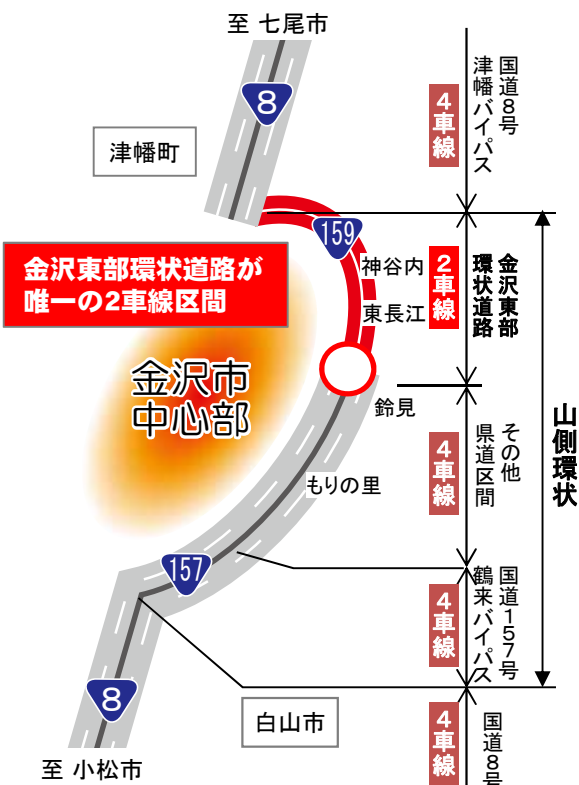 至 七尾市
8
津幡町
国道8号
津幡バイパス
4車線
159
金沢東部環状道路が
唯一の2車線区間
神谷内
東長江
2車線
金沢東部
環状道路
金沢市
中心部
鈴見
もりの里
4車線
その他
県道区間
山側環状
157
4車線
国道157号
鶴来バイパス
8
白山市
4車線
国道8号
至 小松市